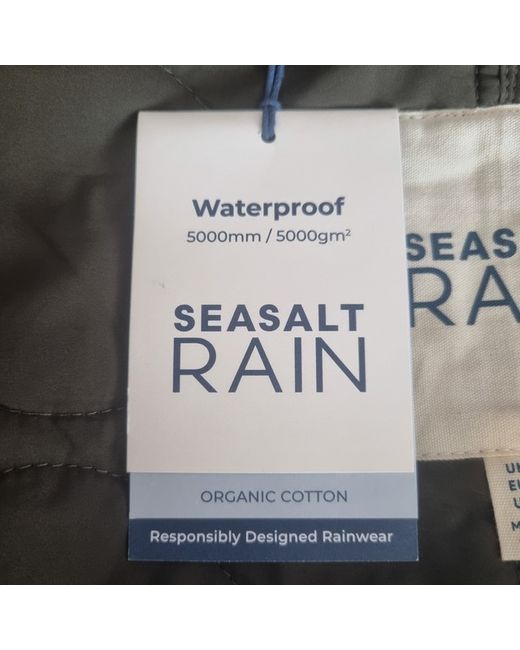 Waterproof
5000mm / 5000gm²
SEASALT
RAIN
ORGANIC COTTON
Responsibly Designed Rainwear
SEAS
RA